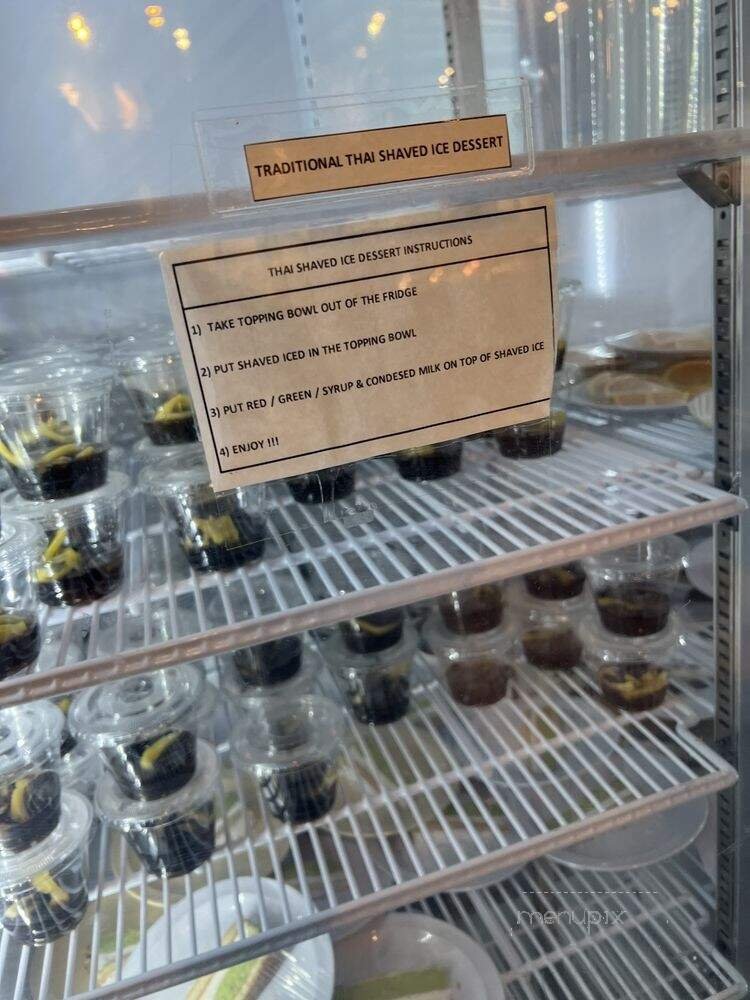 TRADITIONAL THAI SHAVED ICE DESSERT
THAI SHAVED ICE DESSERT INSTRUCTIONS
1) TAKE TOPPING BOWL OUT OF THE FRIDGE
2) PUT SHAVED ICED IN THE TOPPING BOWL
3) PUT RED / GREEN / SYRUP & CONDESED MILK ON TOP OF SHAVED ICE
4) ENJOY !!!
menupix